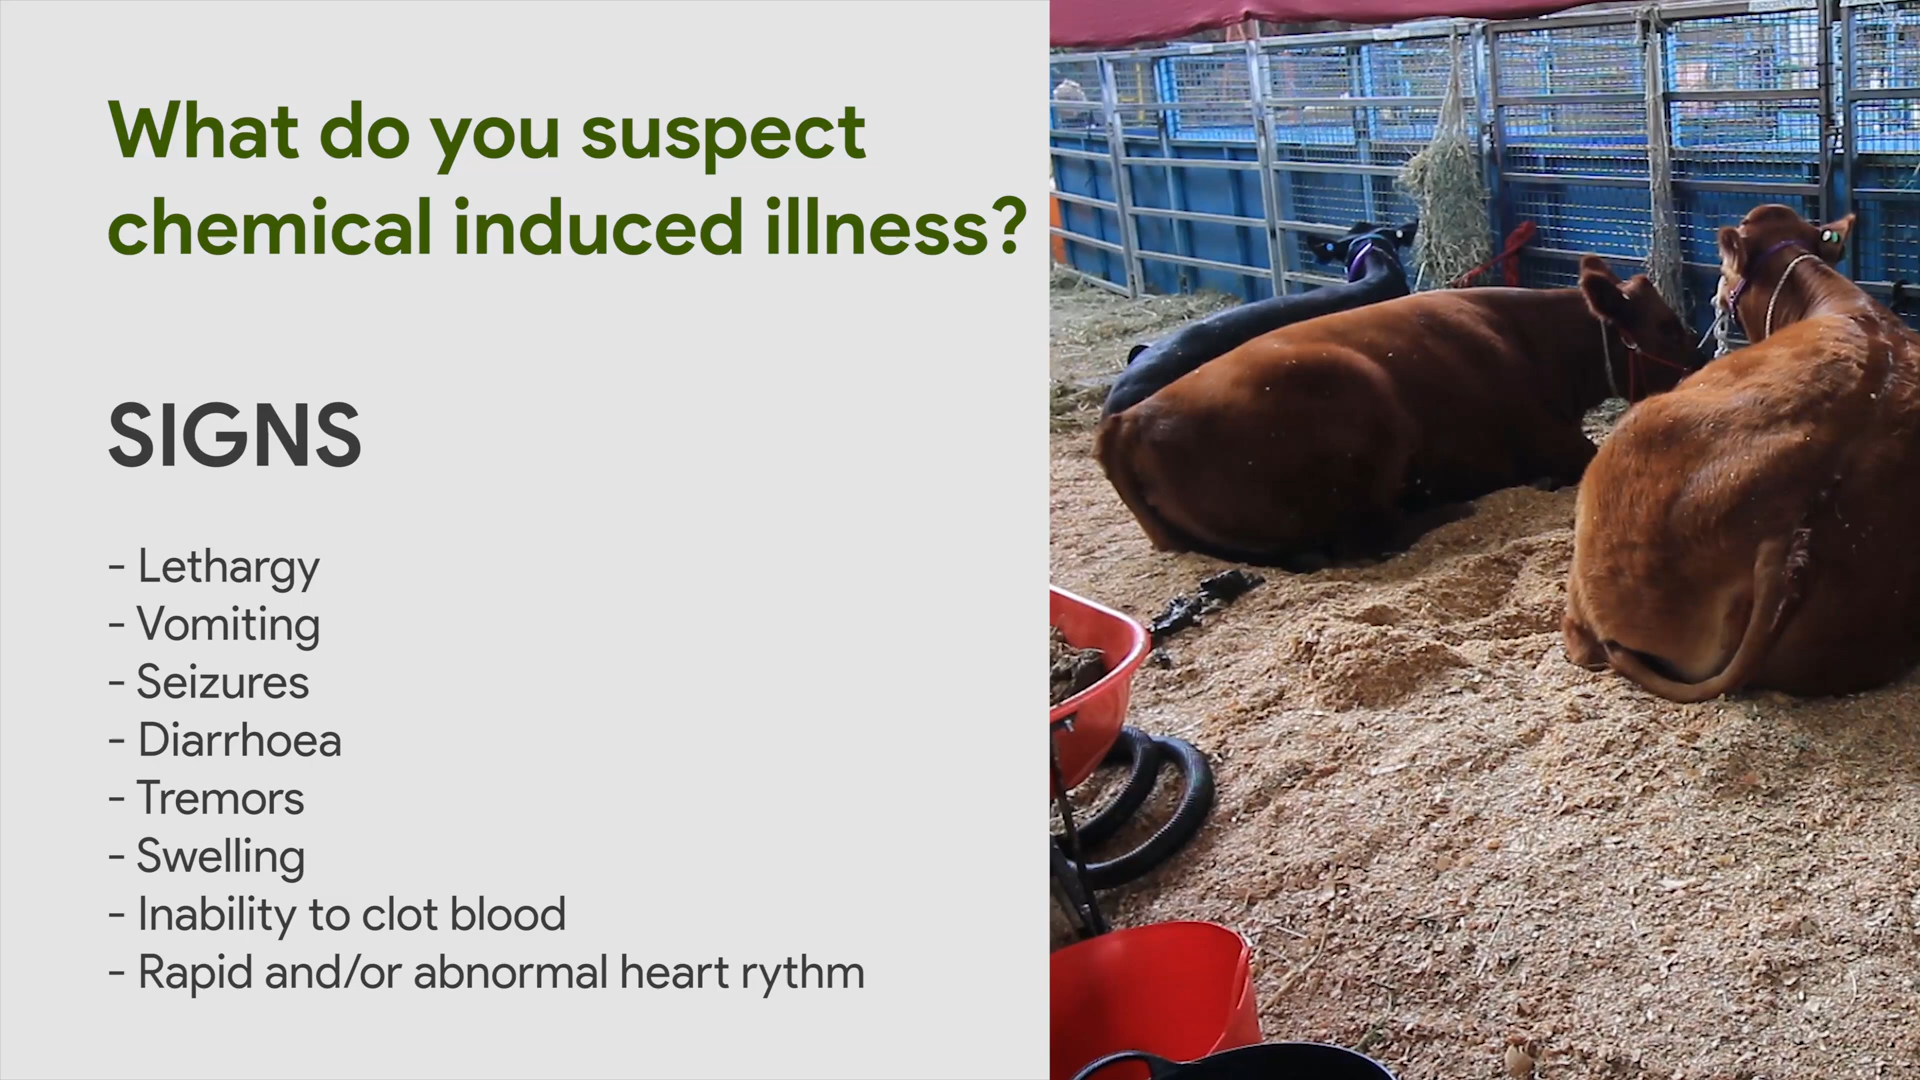 What do you suspect
chemical induced illness?
SIGNS
- Lethargy
- Vomiting
- Seizures
- Diarrhoea
- Tremors
- Swelling
- Inability to clot blood
- Rapid and/or abnormal heart rythm